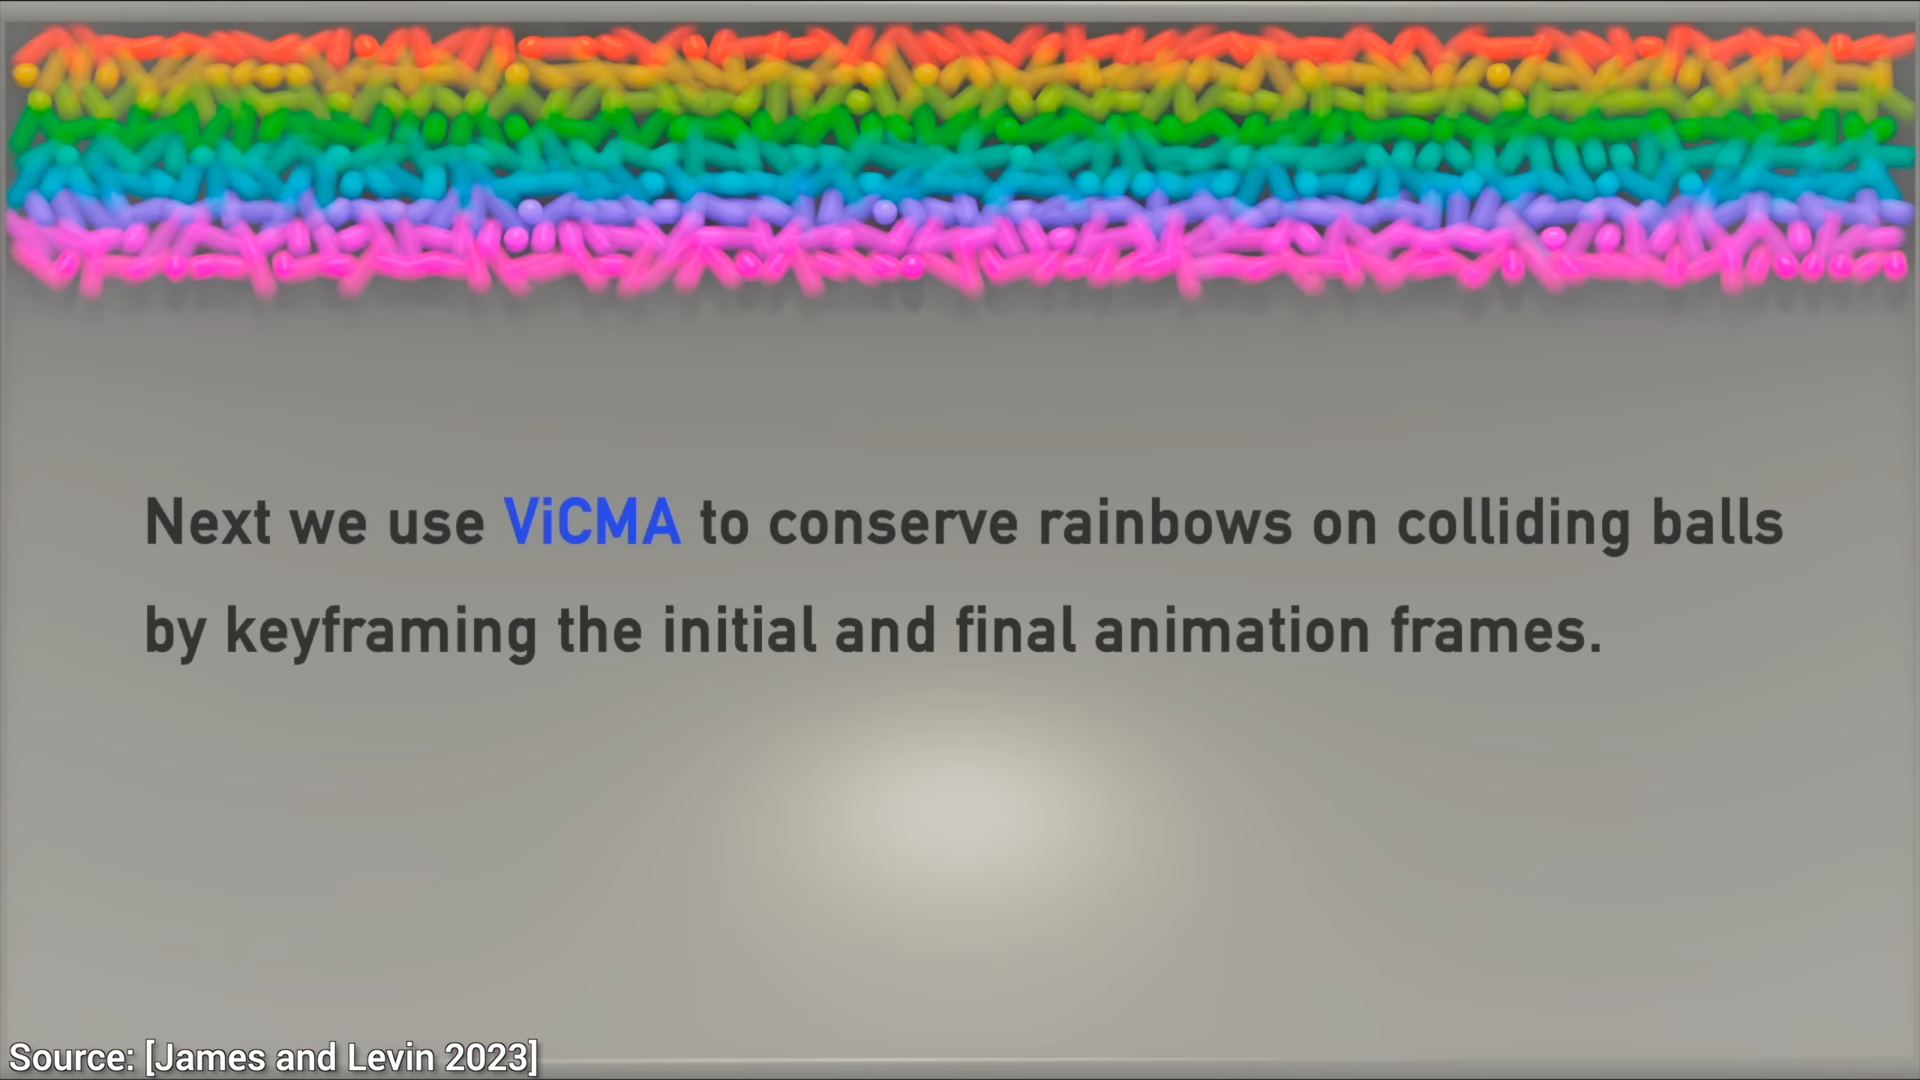 Next we use ViCMA to conserve rainbows on colliding balls
by keyframing the initial and final animation frames.
Source: [James and Levin 2023]